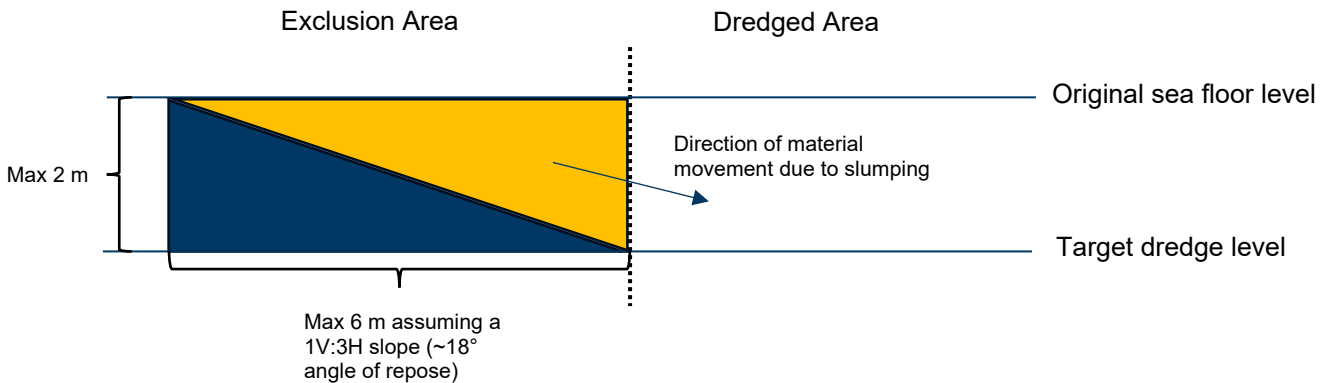 Exclusion Area
Dredged Area
Original sea floor level
Direction of material
movement due to slumping
Max 2 m
Target dredge level
Max 6 m assuming a
1V:3H slope (~18°
angle of repose)